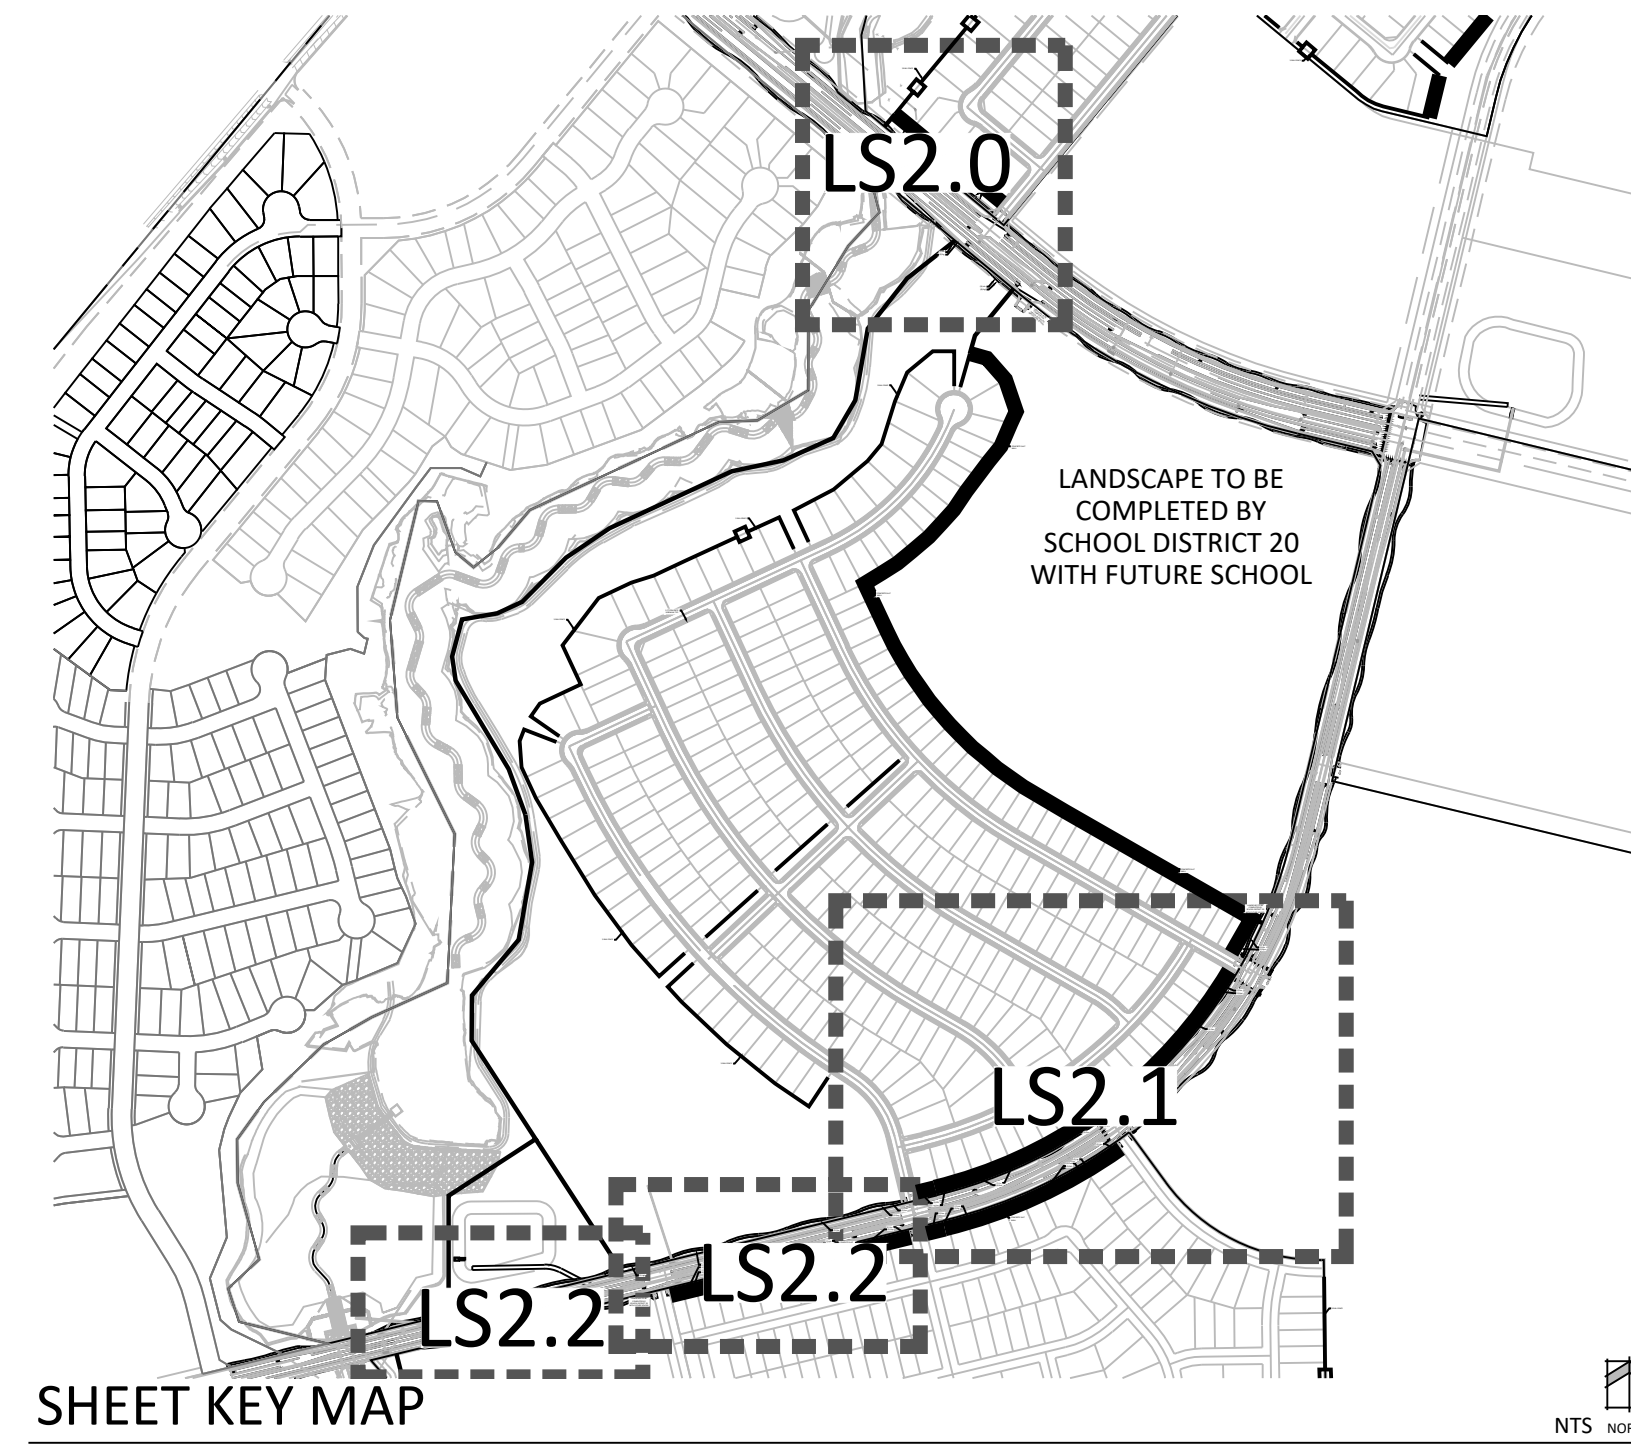 LS2.0
LANDSCAPE TO BE
COMPLETED BY
SCHOOL DISTRICT 20
WITH FUTURE SCHOOL
LS2.1
LS2.2
LS2.2
SHEET KEY MAP
NTS